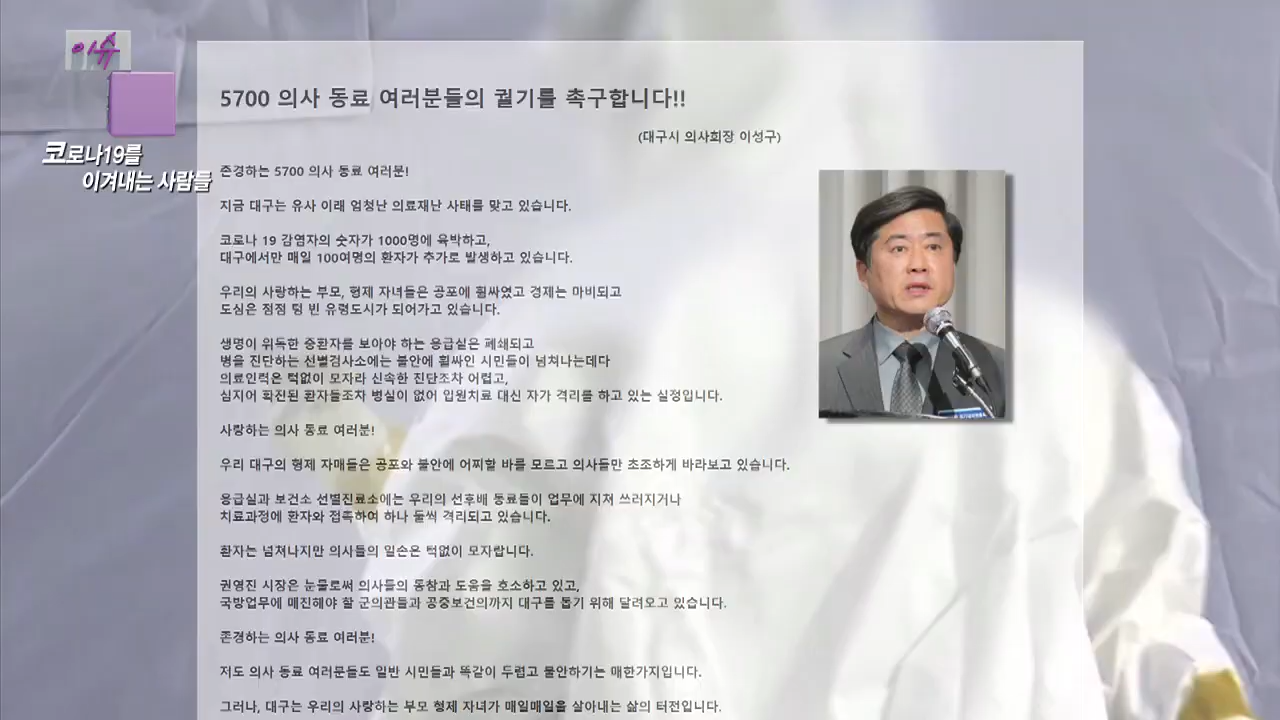 이슈
코로나19를
이겨내는 사람들
5700 의사 동료 여러분들의 궐기를 촉구합니다!!
(대구시 의사회장 이성구)
존경하는 5700 의사 동료 여러분!
지금 대구는 유사 이래 엄청난 의료재난 사태를 맞고 있습니다.
코로나 19 감염자의 숫자가 1000명에 육박하고,
대구에서만 매일 100여명의 환자가 추가로 발생하고 있습니다.
우리의 사랑하는 부모, 형제 자녀들은 공포에 휩싸였고 경제는 마비되고
도심은 점점 텅 빈 유령도시가 되어가고 있습니다.
생명이 위독한 중환자를 보아야 하는 응급실은 폐쇄되고
병을 진단하는 선별검사소에는 불안에 휩싸인 시민들이 넘쳐나는데다
의료인력은 턱없이 모자라 신속한 진단조차 어렵고,
심지어 확진된 환자들조차 병실이 없어 입원치료 대신 자가 격리를 하고 있는 실정입니다.
사랑하는 의사 동료 여러분!
우리 대구의 형제 자매들은 공포와 불안에 어찌할 바를 모르고 의사들만 초조하게 바라보고 있습니다.
응급실과 보건소 선별진료소에는 우리의 선후배 동료들이 업무에 지쳐 쓰러지거나
치료과정에 환자와 접촉하여 하나 둘씩 격리되고 있습니다.
환자는 넘쳐나지만 의사들의 일손은 턱없이 모자랍니다.
권영진 시장은 눈물로써 의사들의 동참과 도움을 호소하고 있고,
국방업무에 매진해야 할 군의관들과 공중보건의까지 대구를 돕기 위해 달려오고 있습니다.
존경하는 의사 동료 여러분!
저도 의사 동료 여러분들도 일반 시민들과 똑같이 두렵고 불안하기는 매한가지입니다.
그러나, 대구는 우리의 사랑하는 부모 형제 자녀가 매일매일을 살아내는 삶의 터전입니다.